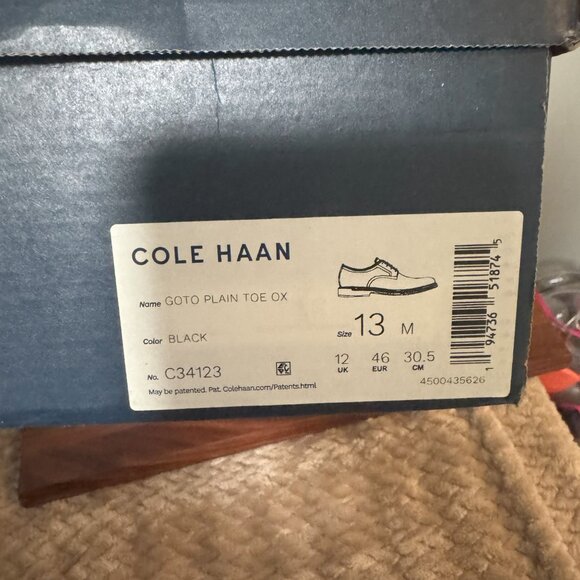 COLE HAAN
Name GOTO PLAIN TOE OX
Color BLACK
No. C34123
May be patented. Pat. Colehaan.com/Patents.html
Size 13 M
12 46 30.5
UK EUR CM
4500435626
1 94736 51874 5